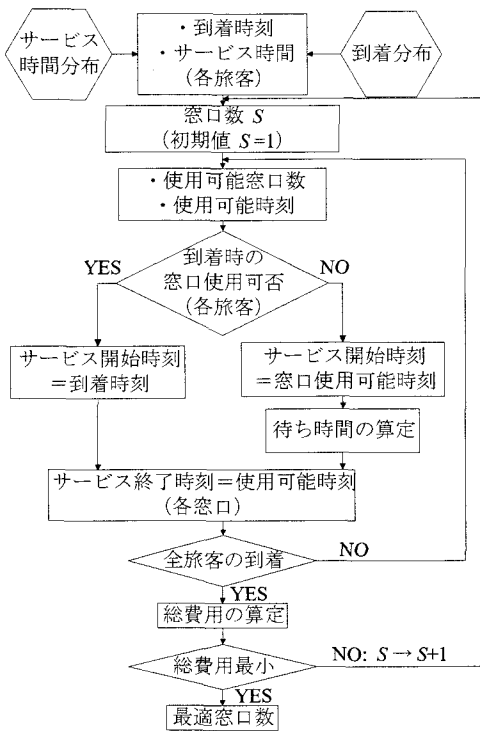 サービス
時間分布
・到着時刻
・サービス時間
(各旅客)
到着分布
窓口数 S
(初期値 S=1)
・使用可能窓口数
・使用可能時刻
到着時の
窓口使用可否
(各旅客)
YES
NO
サービス開始時刻
=到着時刻
サービス開始時刻
=窓口使用可能時刻
待ち時間の算定
サービス終了時刻=使用可能時刻
(各窓口)
全旅客の到着
NO
YES
総費用の算定
総費用最小
NO: S→S+1
YES
最適窓口数